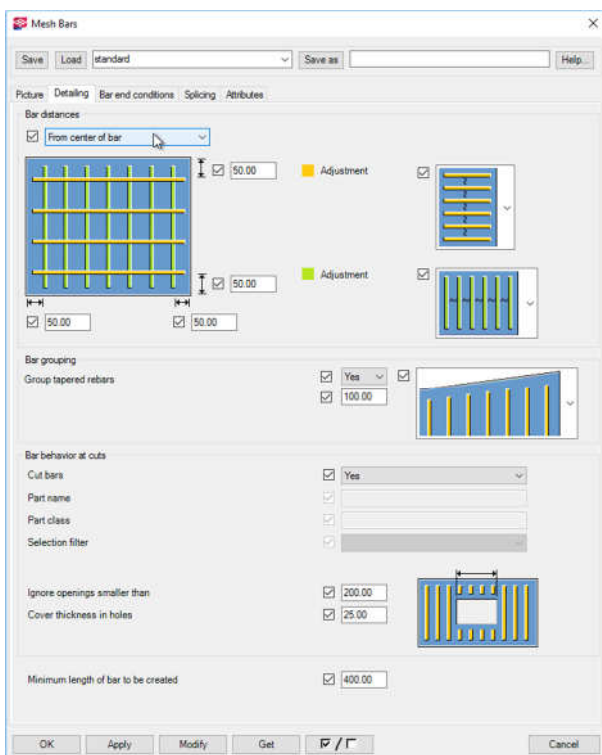 Mesh Bars
Save Load standard Save as Help...
Picture Detailing Bar end conditions Splicing Attributes
Bar distances
From center of bar
50.00 Adjustment
50.00 Adjustment
50.00 50.00
Bar grouping
Group tapered rebars Yes
100.00
Bar behavior at cuts
Cut bars Yes
Part name
Part class
Selection filter
Ignore openings smaller than 200.00
Cover thickness in holes 25.00
Minimum length of bar to be created 400.00
OK Apply Modify Get / Cancel